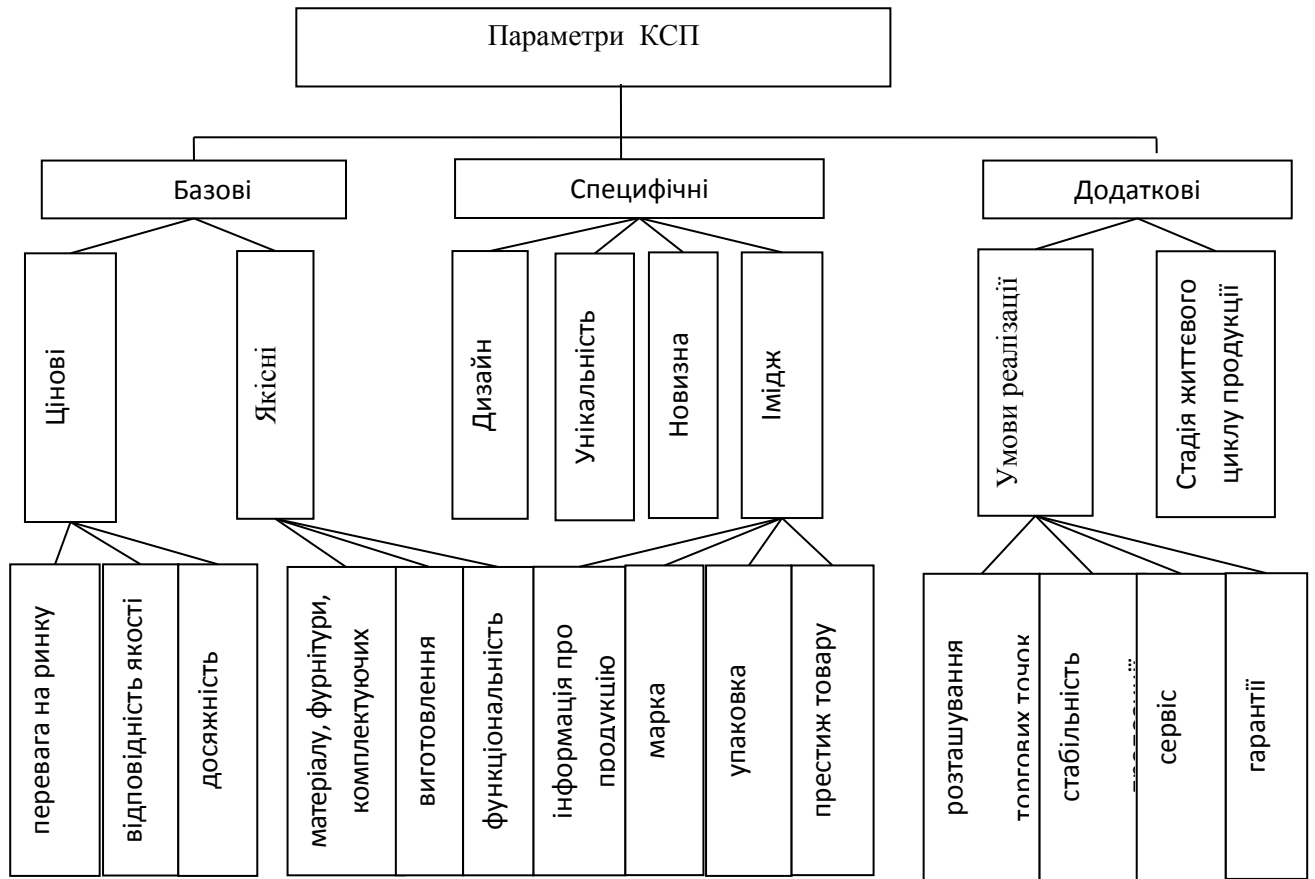 Параметри КСП
Базові
Специфічні
Додаткові
Цінові
Якісні
Дизайн
Унікальність
Новизна
Імідж
Умови реалізації
Стадія життєвого
циклу продукції
перевага на ринку
відповідність якості
досяжність
матеріалу, фурнітури,
комплектуючих
виготовлення
функціональність
інформація про
продукцію
марка
упаковка
престиж товару
розташування
торгових точок
стабільність
сервіс
гарантії